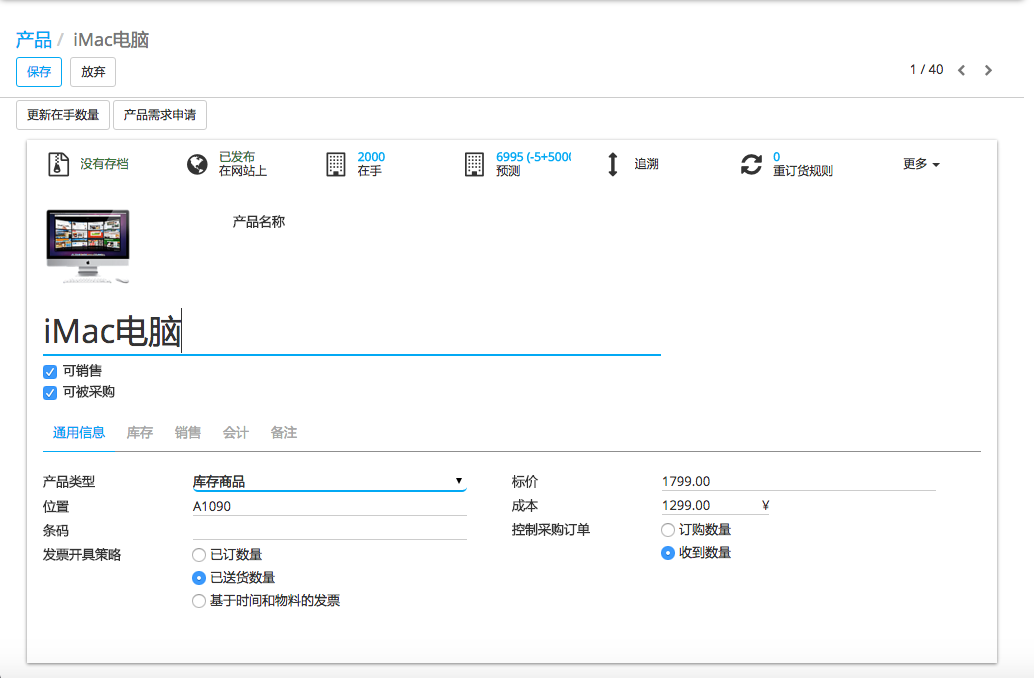 产品 / iMac电脑
保存 放弃 1 / 40
更新在手数量 产品需求申请
没有存档
已发布
在网站上
2000
在手
6995 (-5+500
预测
追溯
0
重订货规则
更多
产品名称
iMac电脑
可销售
可被采购
通用信息 库存 销售 会计 备注
产品类型 库存商品 标价 1799.00
位置 A1090 成本 1299.00 ¥
条码 控制采购订单 订购数量
发票开具策略 已订数量 收到数量
已送货数量
基于时间和物料的发票